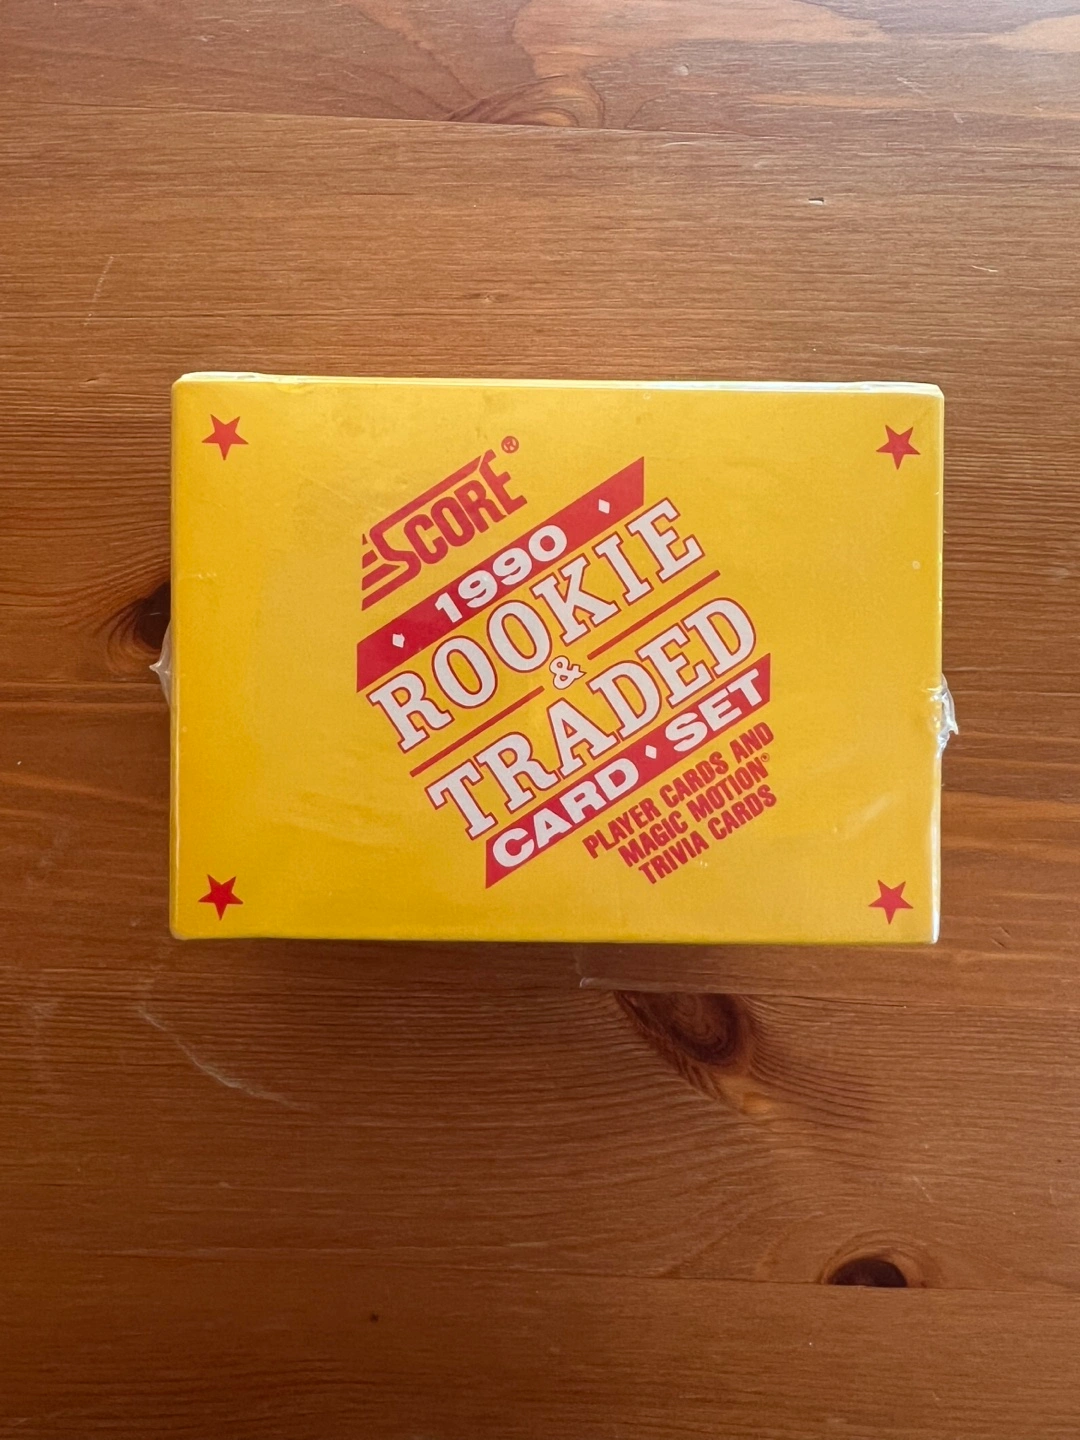 SCORE®
1990
ROOKIE
&
TRADED
CARD • SET
PLAYER CARDS AND
MAGIC MOTION®
TRIVIA CARDS